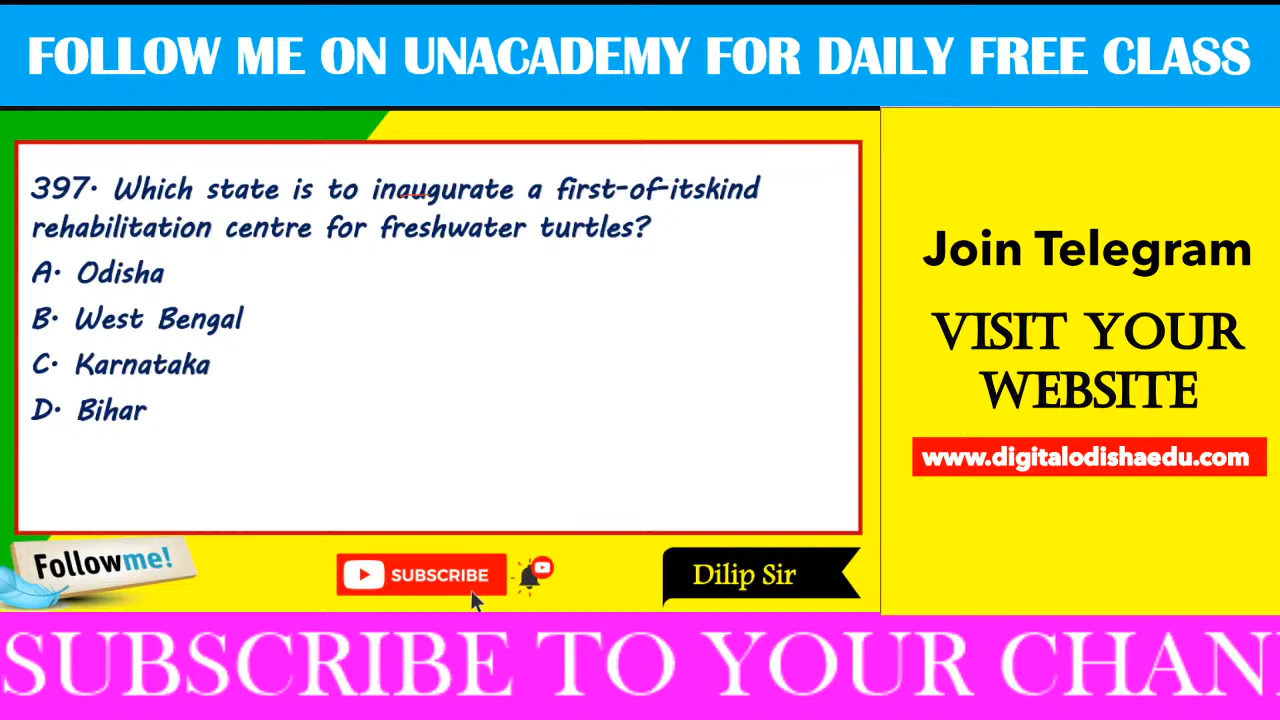 FOLLOW ME ON UNACADEMY FOR DAILY FREE CLASS
397. Which state is to inaugurate a first-of-itskind
rehabilitation centre for freshwater turtles?
A. Odisha
B. West Bengal
C. Karnataka
D. Bihar
Join Telegram
VISIT YOUR
WEBSITE
www.digitalodishaedu.com
Followme!
SUBSCRIBE
Dilip Sir
SUBSCRIBE TO YOUR CHAN